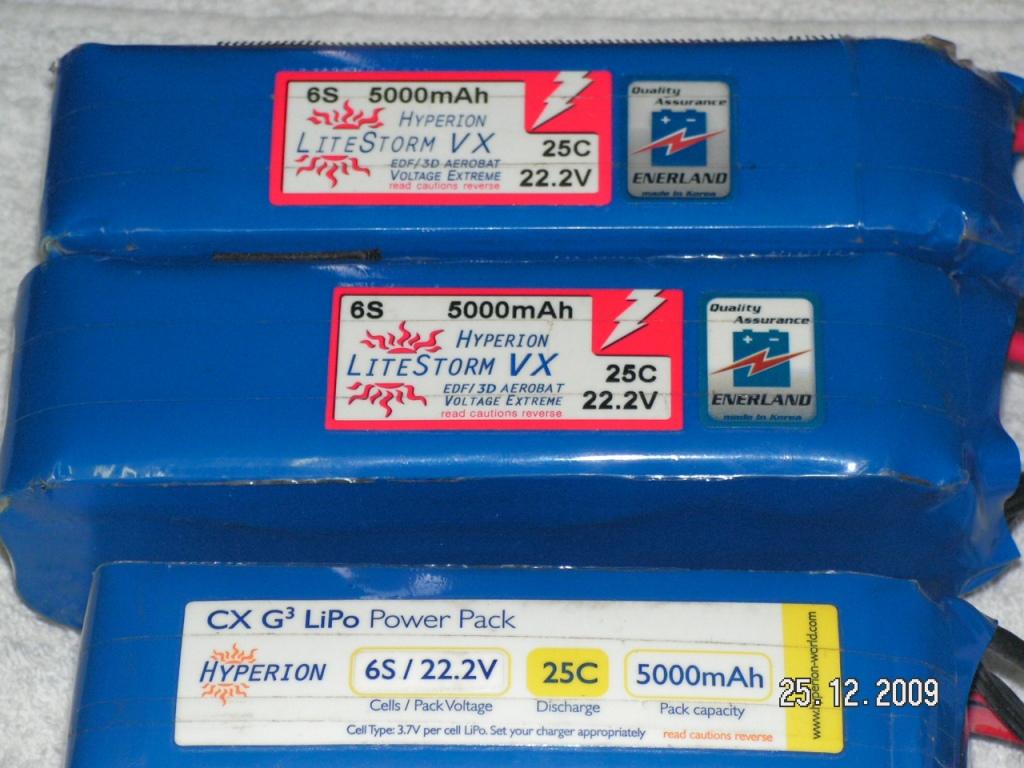 6S 5000mAh
HYPERION
LITESTORM VX
EDF/3D AEROBAT
VOLTAGE EXTREME
read cautions reverse
25C
22.2V
Quality
Assurance
ENERLAND
made in Korea
6S 5000mAh
HYPERION
LITESTORM VX
EDF/3D AEROBAT
VOLTAGE EXTREME
read cautions reverse
25C
22.2V
Quality
Assurance
ENERLAND
made in Korea
CX G³ LiPo Power Pack
HYPERION
6S / 22.2V 25C 5000mAh
Cells / Pack Voltage Discharge Pack capacity
Cell Type: 3.7V per cell LiPo. Set your charger appropriately read cautions reverse
www.hyperion-world.com
25.12.2009